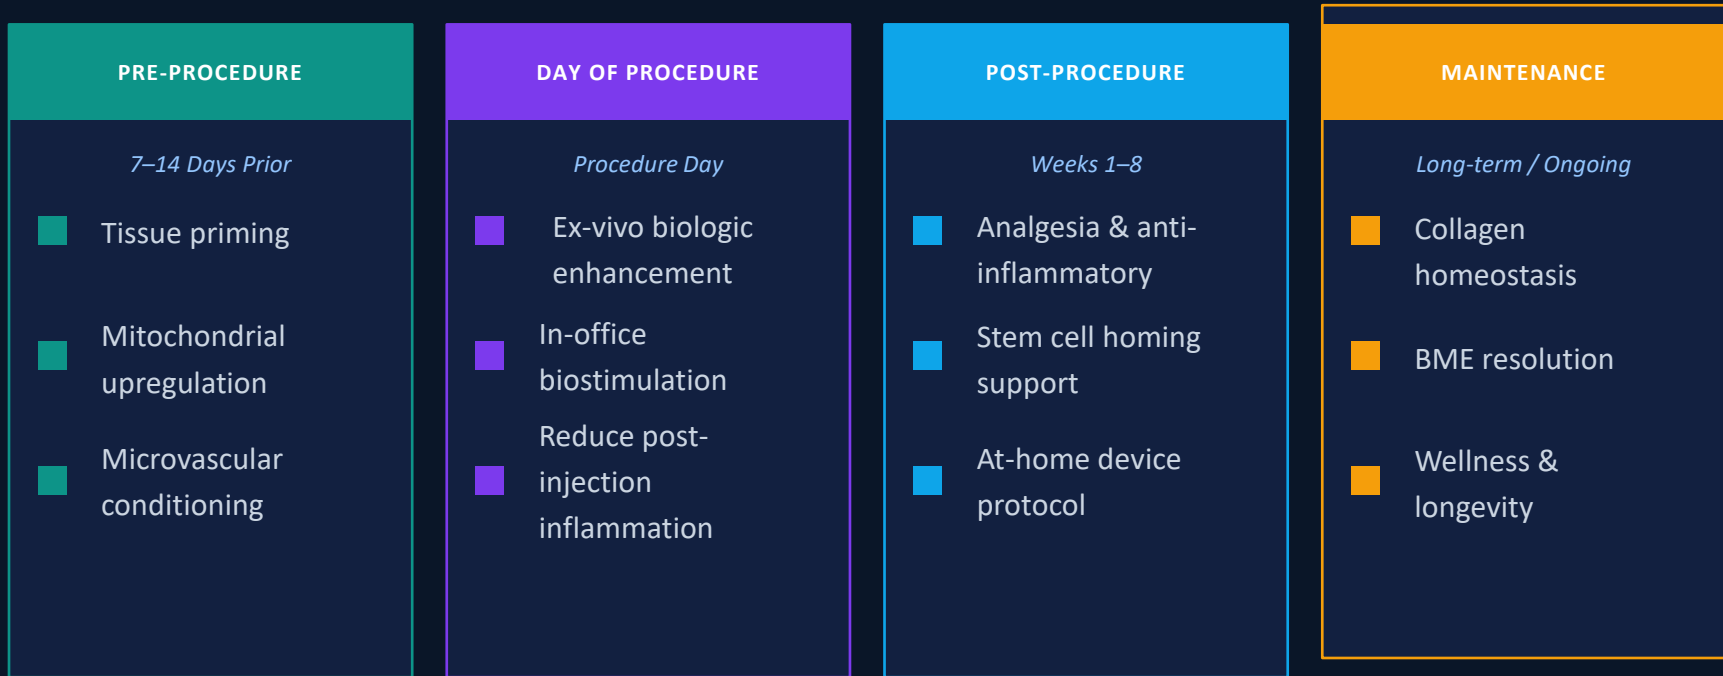 PRE-PROCEDURE
7–14 Days Prior
Tissue priming
Mitochondrial
upregulation
Microvascular
conditioning
DAY OF PROCEDURE
Procedure Day
Ex-vivo biologic
enhancement
In-office
biostimulation
Reduce post-
injection
inflammation
POST-PROCEDURE
Weeks 1–8
Analgesia & anti-
inflammatory
Stem cell homing
support
At-home device
protocol
MAINTENANCE
Long-term / Ongoing
Collagen
homeostasis
BME resolution
Wellness &
longevity